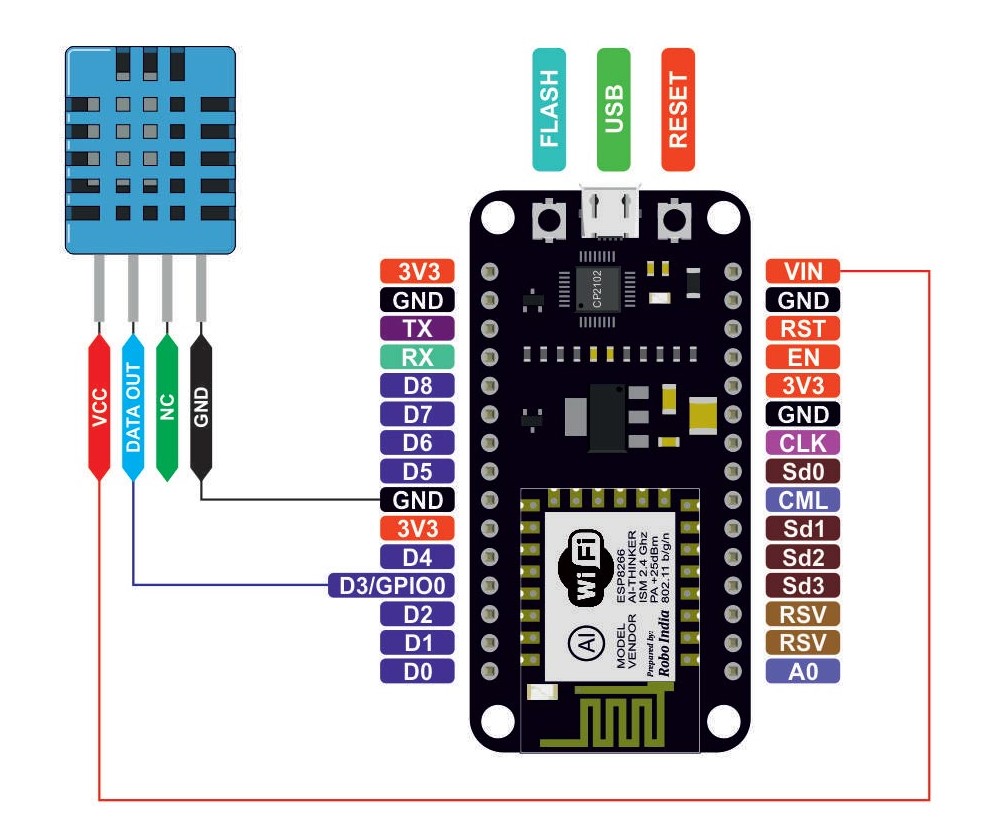 FLASH
USB
RESET
CP2102
3V3
GND
TX
RX
D8
D7
D6
D5
GND
3V3
D4
D3/GPIO0
D2
D1
D0
VIN
GND
RST
EN
3V3
GND
CLK
Sd0
CML
Sd1
Sd2
Sd3
RSV
RSV
A0
VCC
DATA OUT
NC
GND
Wi Fi
AI
MODEL ESP8266
VENDOR AI-THINKER
ISM 2.4 Ghz
PA +25dBm
802.11 b/g/n
Prepared by:
Robo India